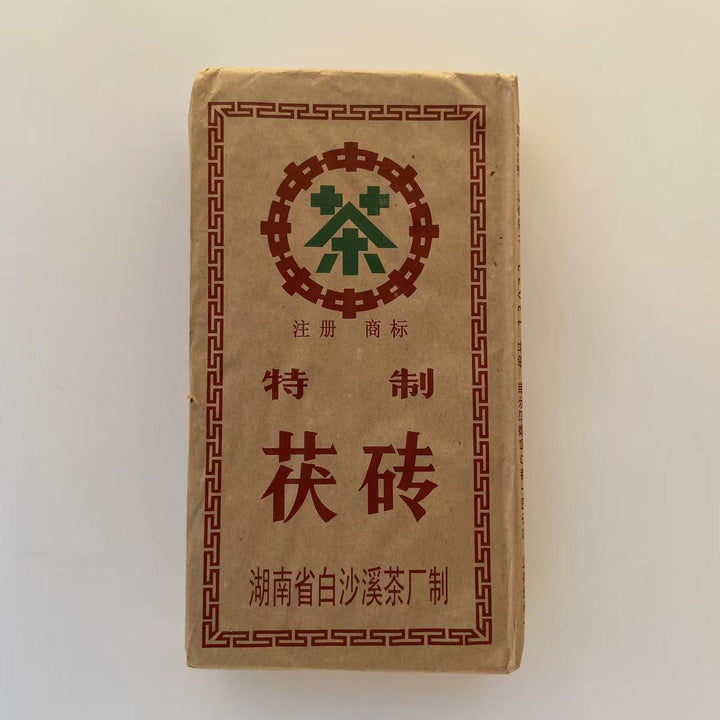 茶
注册 商标
特制
茯砖
湖南省白沙溪茶厂制